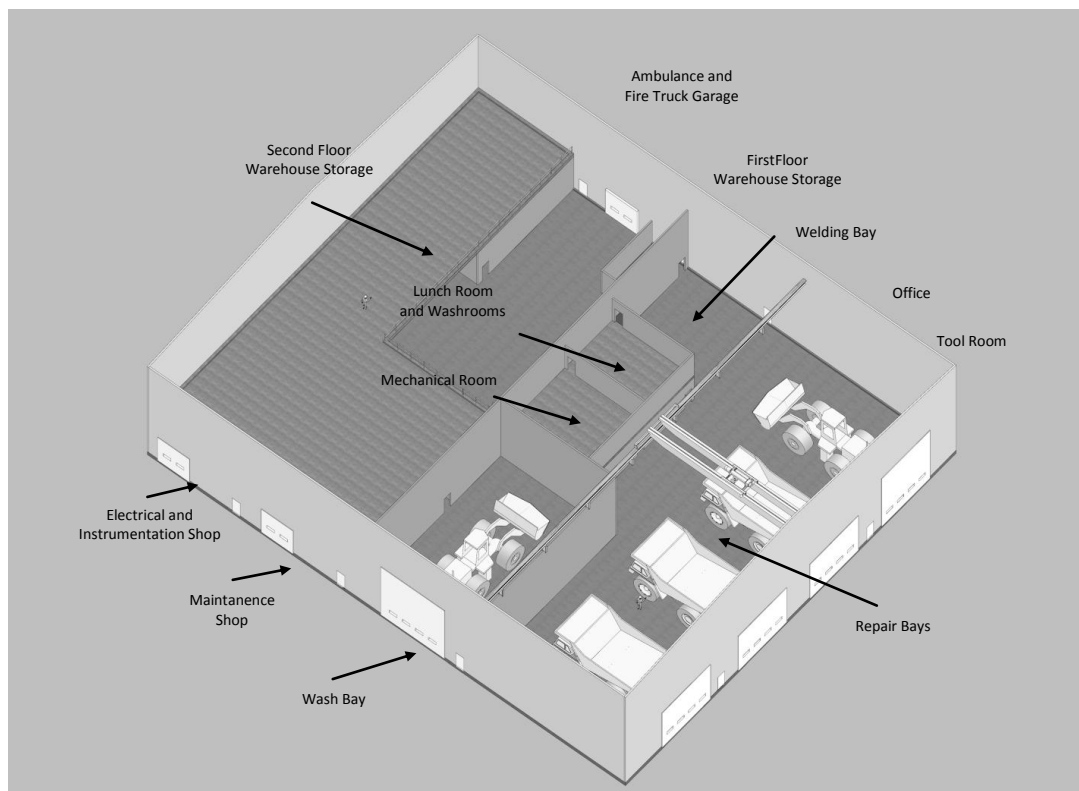 Ambulance and
Fire Truck Garage
Second Floor
Warehouse Storage
FirstFloor
Warehouse Storage
Welding Bay
Lunch Room
and Washrooms
Office
Tool Room
Mechanical Room
Electrical and
Instrumentation Shop
Maintanence
Shop
Repair Bays
Wash Bay